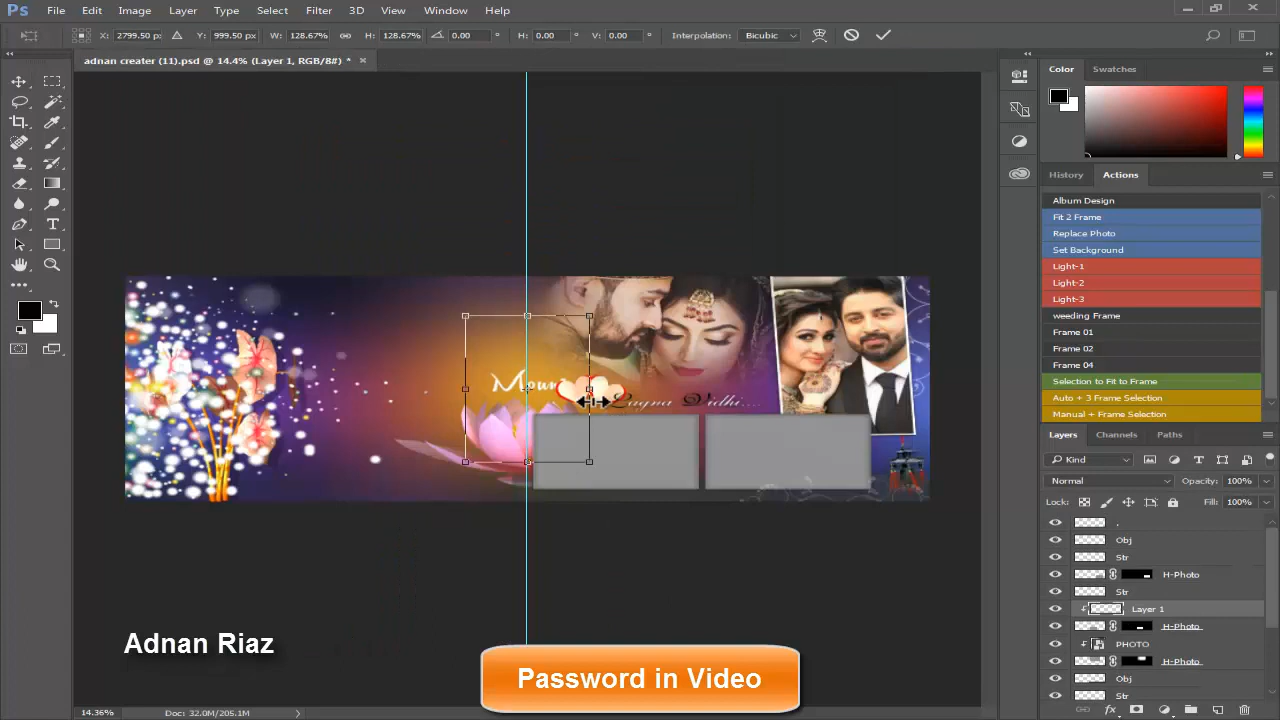 Ps File Edit Image Layer Type Select Filter 3D View Window Help
X: 2799.50 px Y: 999.50 px W: 128.67% H: 128.67% 0.00 ° H: 0.00 ° V: 0.00 ° Interpolation: Bicubic
adnan creater (11).psd @ 14.4% (Layer 1, RGB/8#) * ×
Color Swatches
History Actions
Album Design
Fit 2 Frame
Replace Photo
Set Background
Light-1
Light-2
Light-3
weeding Frame
Frame 01
Frame 02
Frame 04
Selection to Fit to Frame
Auto + 3 Frame Selection
Manual + Frame Selection
Layers Channels Paths
Kind
Normal Opacity: 100%
Lock: Fill: 100%
.
Obj
Str
H-Photo
Str
Layer 1
H-Photo
PHOTO
H-Photo
Obj
Str
Lagna Vidhi....
Adnan Riaz
Password in Video
14.36% Doc: 32.0M/205.1M